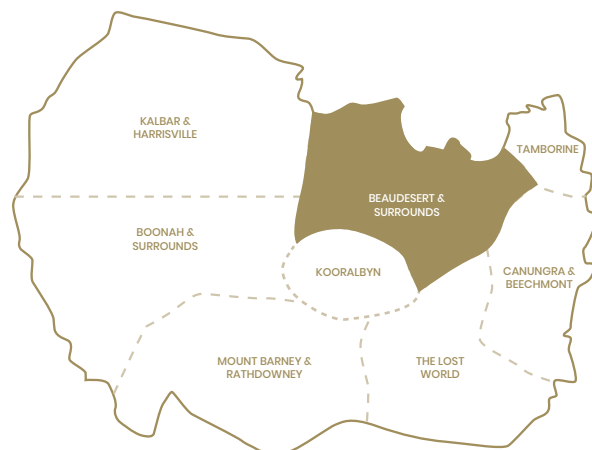 KALBAR &
HARRISVILLE
TAMBORINE
BEAUDESERT &
SURROUNDS
BOONAH &
SURROUNDS
KOORALBYN
CANUNGRA &
BEECHMONT
MOUNT BARNEY &
RATHDOWNEY
THE LOST
WORLD